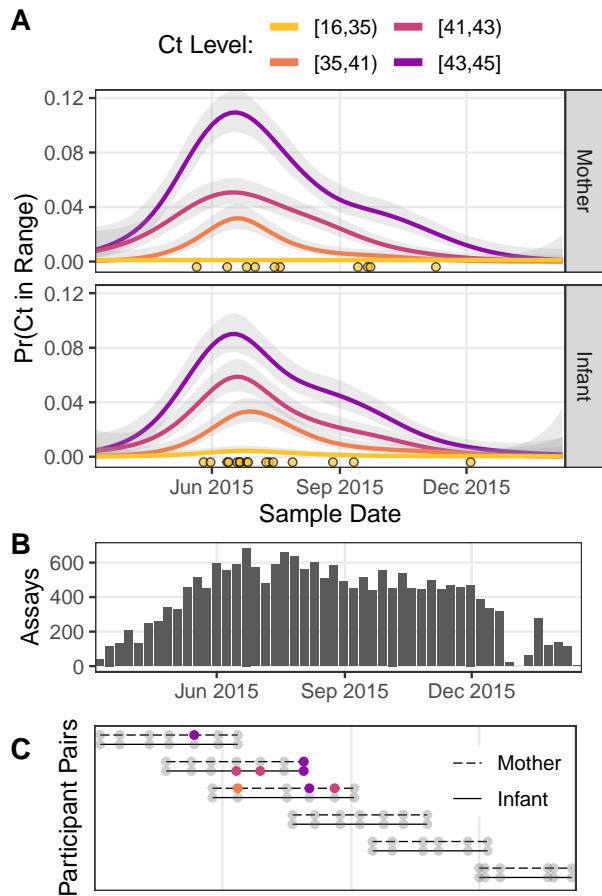 A
Ct Level:
[16,35)
[41,43)
[35,41)
[43,45]
Pr(Ct in Range)
0.12
0.08
0.04
0.00
Mother
0.12
0.08
0.04
0.00
Infant
Jun 2015
Sep 2015
Dec 2015
Sample Date
B
Assays
600
400
200
0
Jun 2015
Sep 2015
Dec 2015
C
Participant Pairs
Mother
Infant